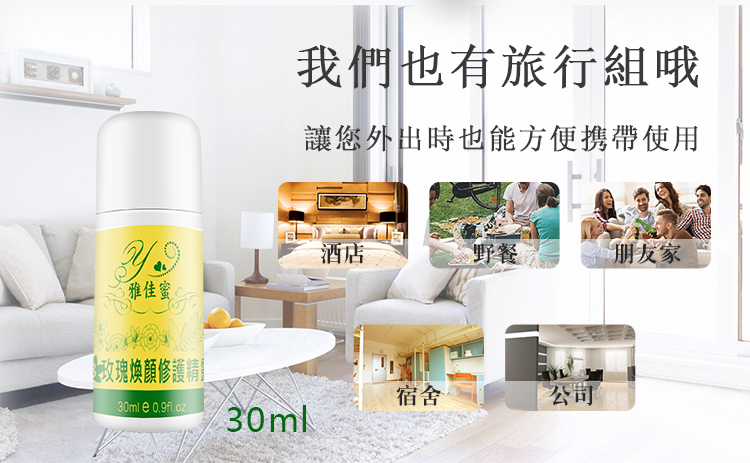 我們也有旅行組哦
讓您外出時也能方便携帶使用
酒店
野餐
朋友家
宿舍
公司
雅佳蜜
玫瑰煥顏修護精
30ml e 0.9fl.oz
30ml